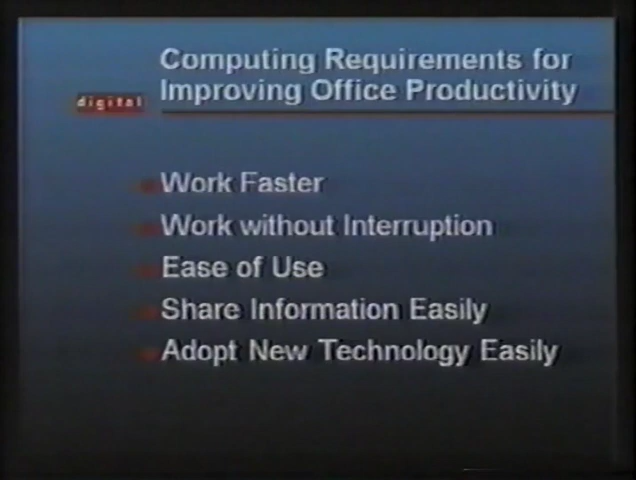 Computing Requirements for
Improving Office Productivity
digital
Work Faster
Work without Interruption
Ease of Use
Share Information Easily
Adopt New Technology Easily